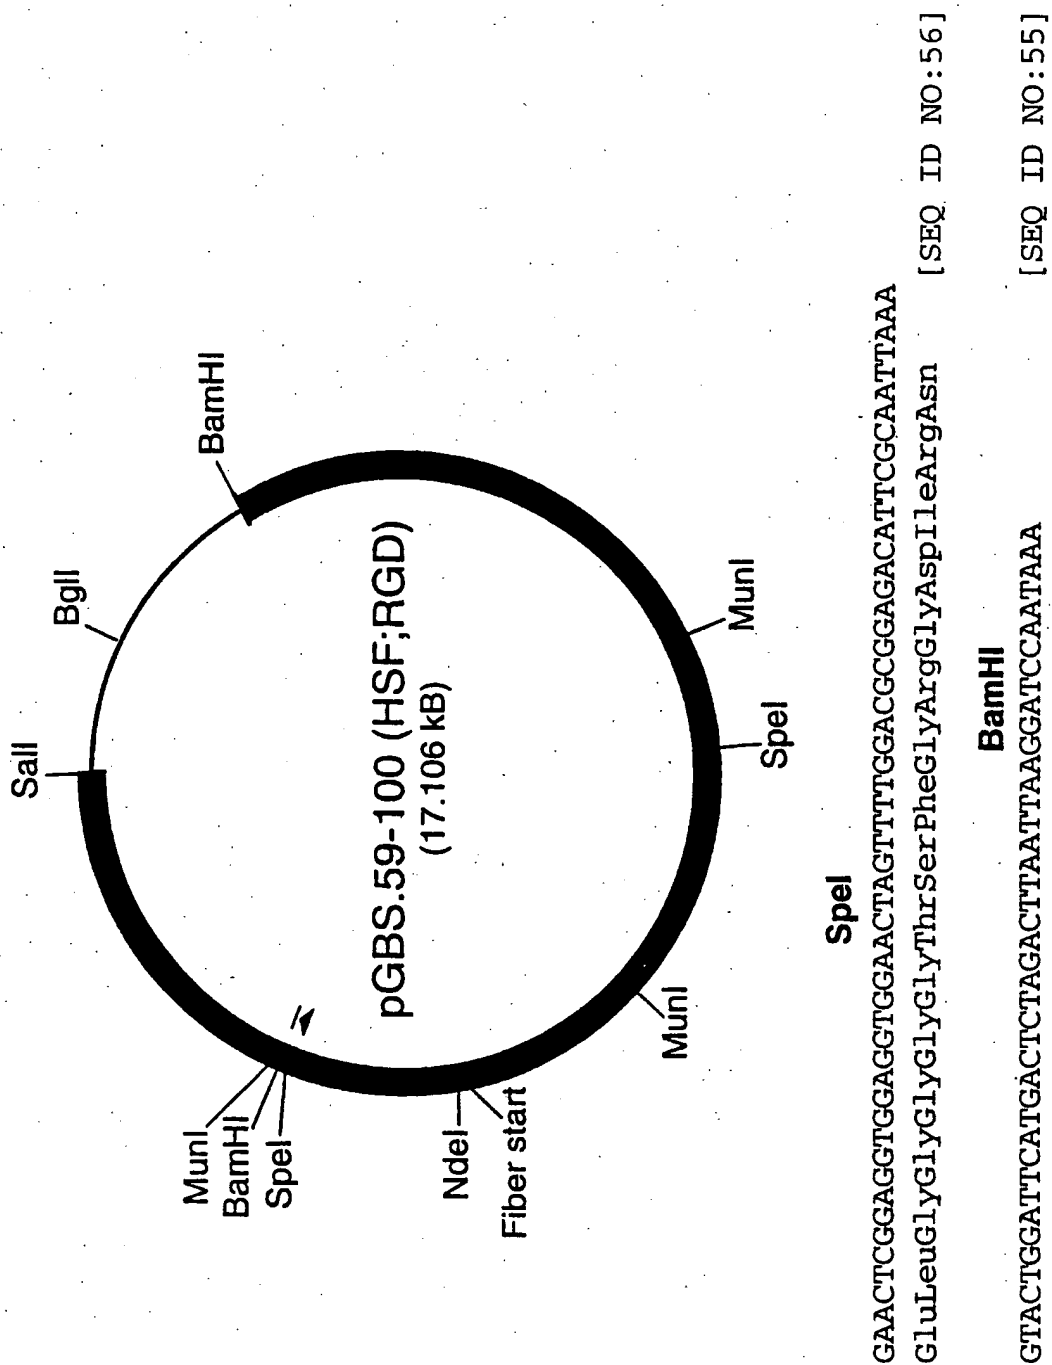 SalI
BglI
BamHI
MunI
BamHI
SpeI
pGBS.59-100 (HSF;RGD)
(17.106 kB)
NdeI
Fiber start
MunI
SpeI
MunI
SpeI
GAACTCGGAGGTGGAGGTGGAACTAGTTTTGGACGCGGAGACATTCGCAATTAAA
GluLeuGlyGlyGlyGlyGlyThrSerPheGlyArgGlyAspIleArgAsn [SEQ ID NO:56]
BamHI
GTACTGGATTCATGACTCTAGACTTAATTAAGGATCCAATAAA [SEQ ID NO:55]